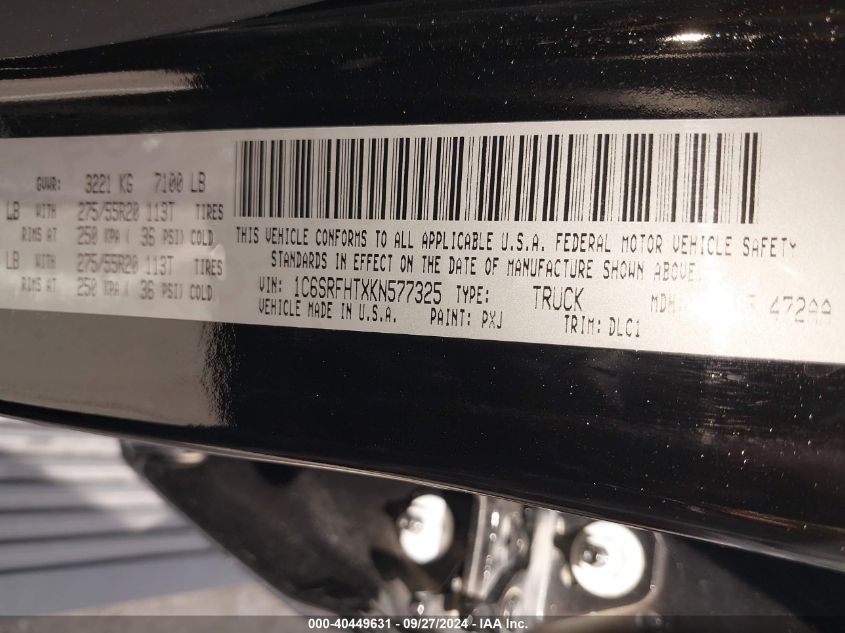 GVWR: 3221 KG 7100 LB
LB WITH 275/55R20 113T TIRES
RIMS AT 250 KPA ( 36 PSI) COLD
LB WITH 275/55R20 113T TIRES
RIMS AT 250 KPA ( 36 PSI) COLD
THIS VEHICLE CONFORMS TO ALL APPLICABLE U.S.A. FEDERAL MOTOR VEHICLE SAFETY
STANDARDS IN EFFECT ON THE DATE OF MANUFACTURE SHOWN ABOVE.
VIN: 1C6SRFHTXKN577325 TYPE: TRUCK MDH: 472AA
VEHICLE MADE IN U.S.A. PAINT: PXJ TRIM: DLC1
000-40449631 - 09/27/2024 - IAA Inc.